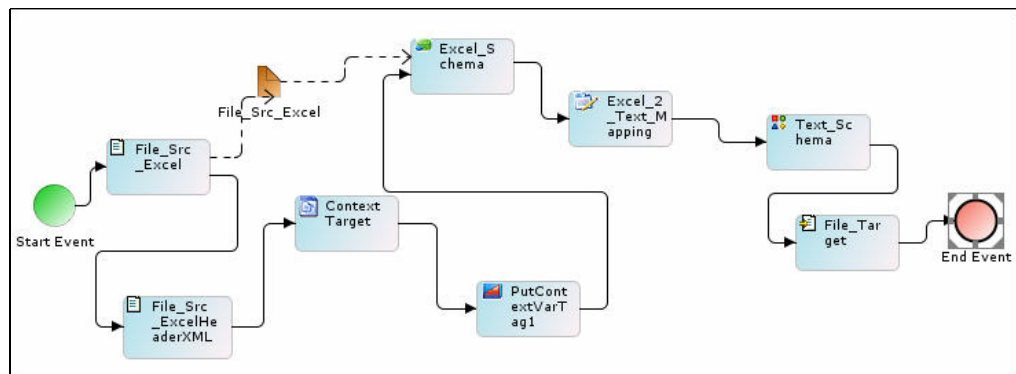 Excel_S
chema
File_Src_Excel
Excel_2
_Text_M
apping
Text_Sc
hema
File_Src
_Excel
Start Event
Context
Target
File_Tar
get
End Event
File_Src
_ExcelHe
aderXML
PutCont
extVarT
ag1